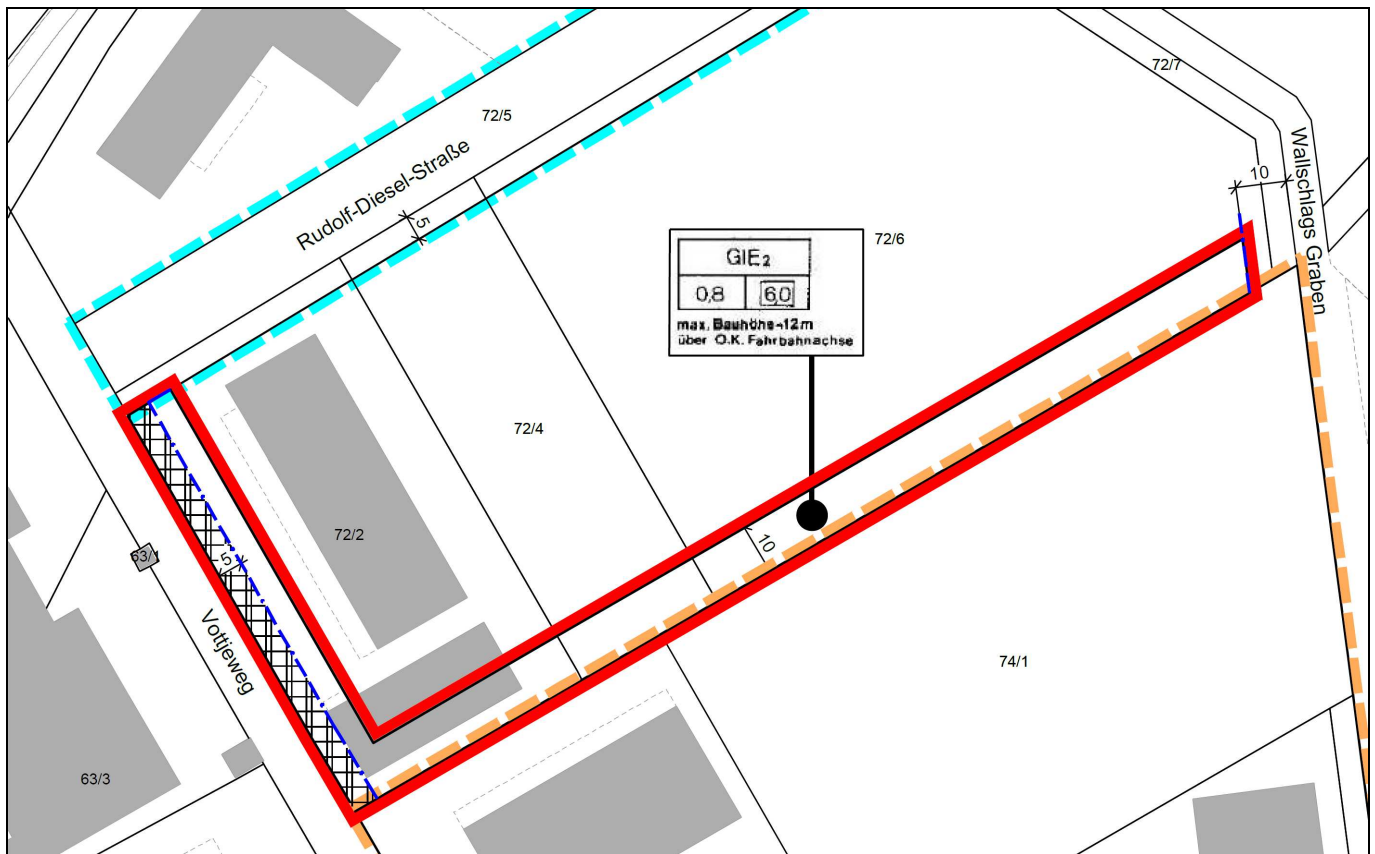 72/7
72/5
Rudolf-Diesel-Straße
5
10
Wallschlags Graben
72/6
GIE₂
0,8 6,0
max. Bauhöhe -12m
über O.K. Fahrbahnachse
72/4
72/2
63/1
5
10
Vottjeweg
74/1
63/3